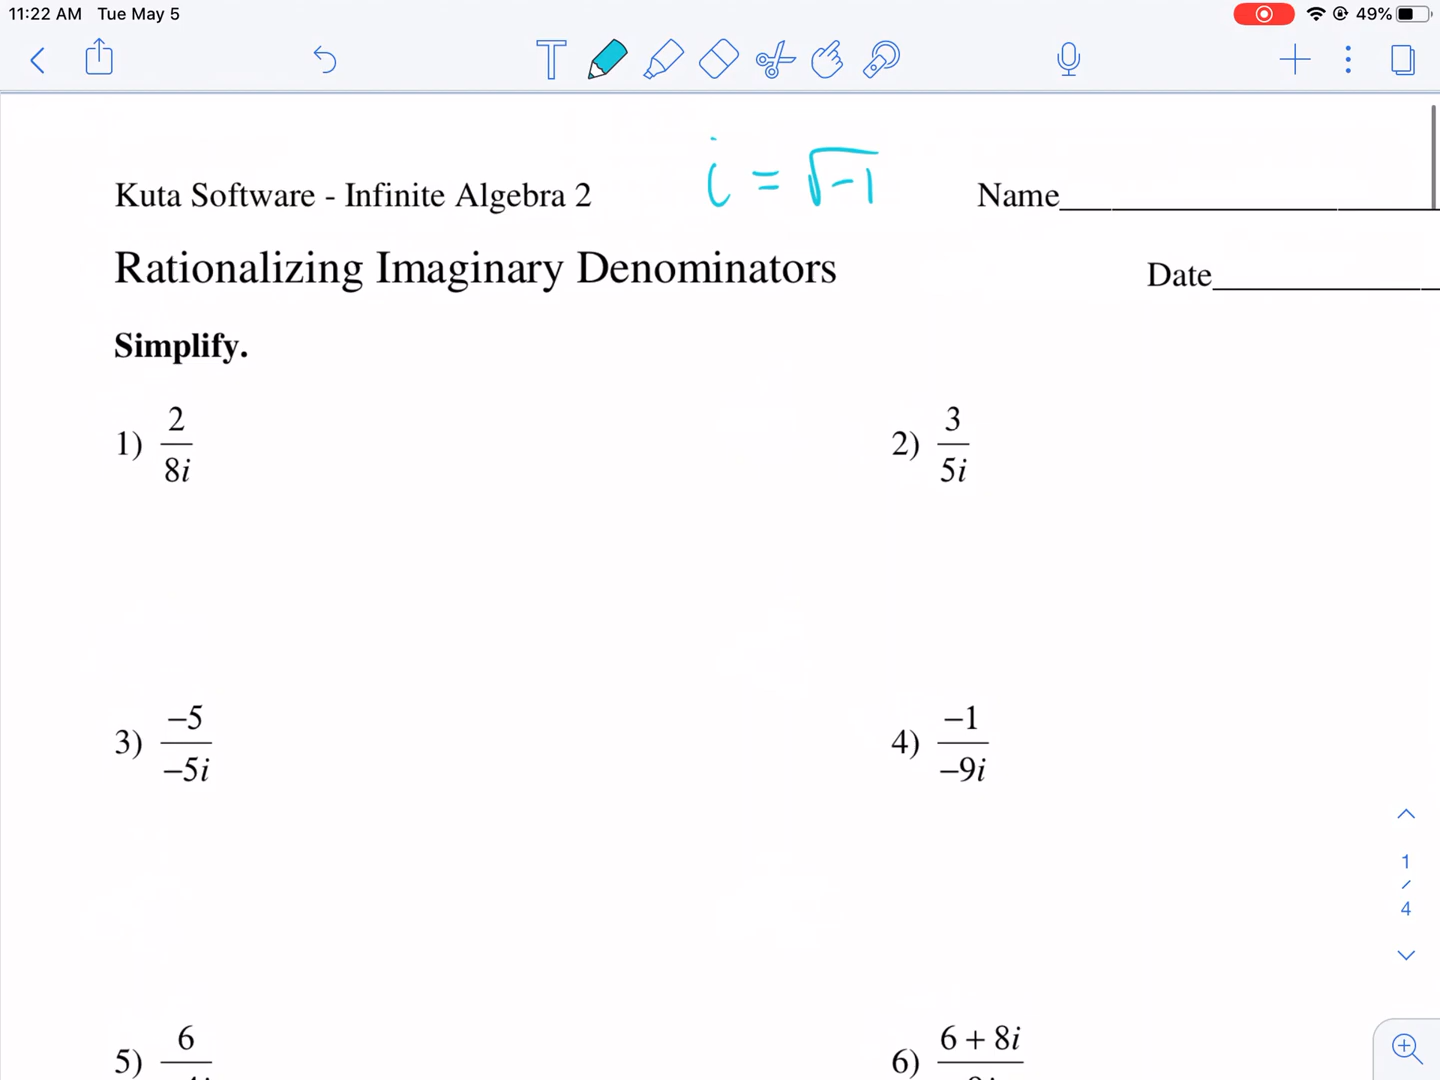 11:22 AM Tue May 5
49%
i = √-1
Kuta Software - Infinite Algebra 2
Name
Rationalizing Imaginary Denominators
Date
Simplify.
1) 2/8i
2) 3/5i
3) –5/–5i
4) –1/–9i
1
/
4
5) 6
6) 6 + 8i